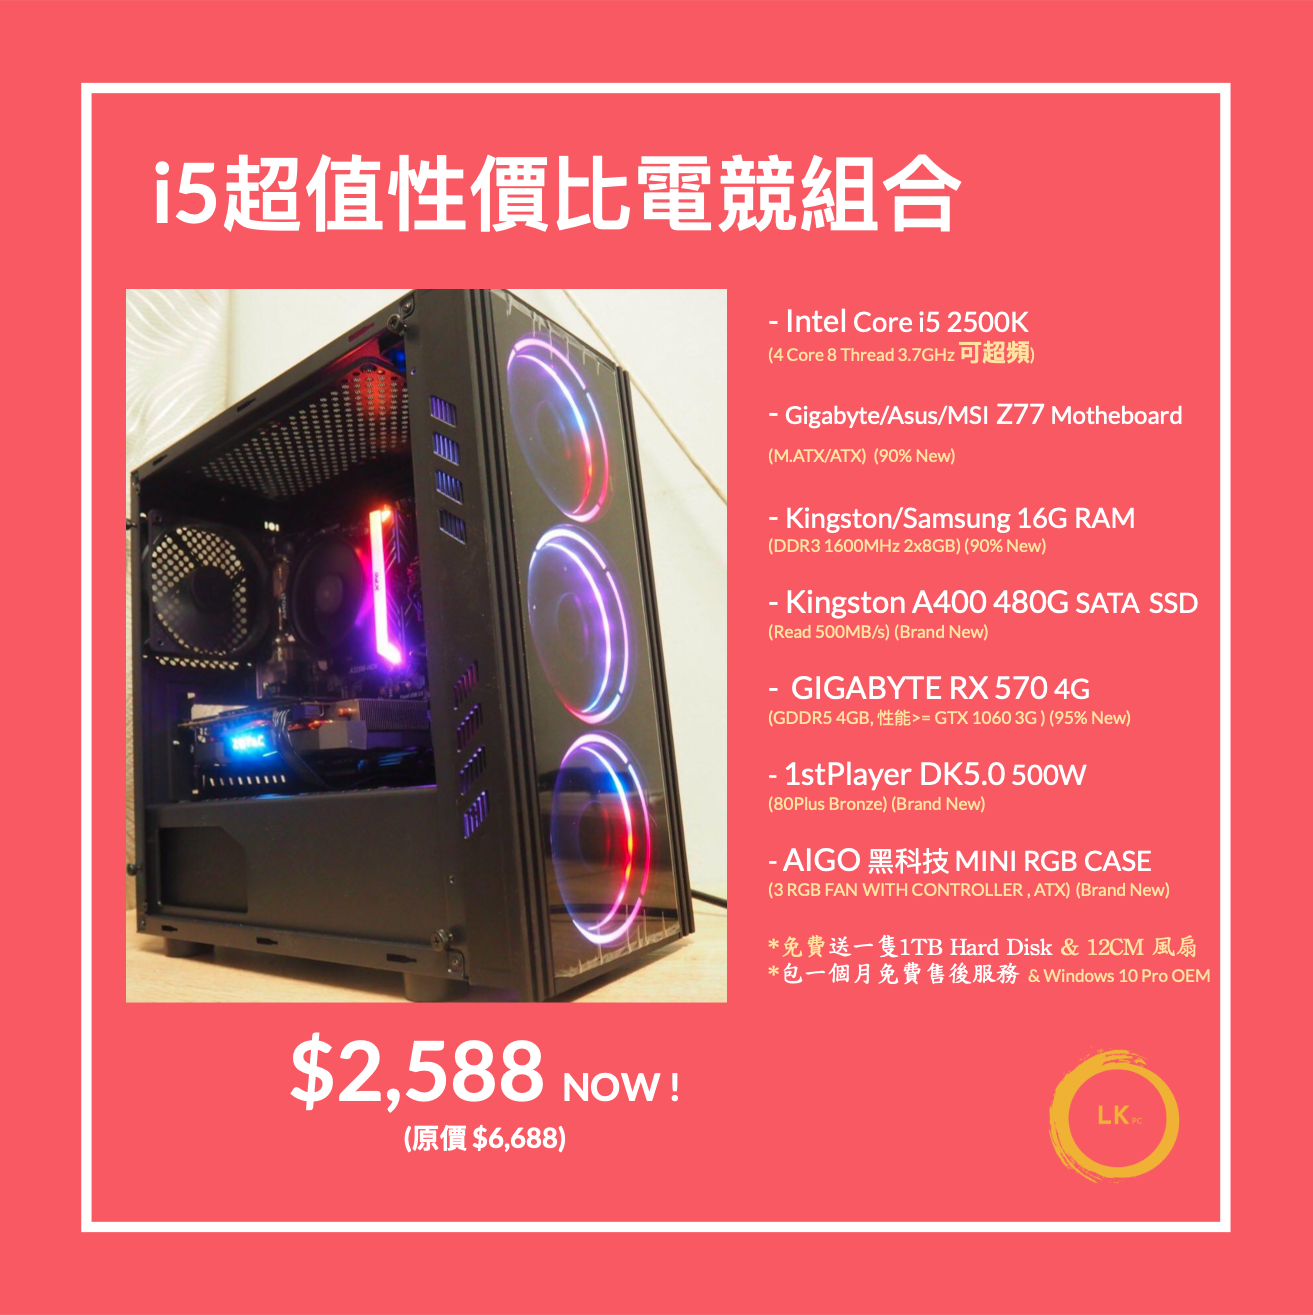 i5超值性價比電競組合
- Intel Core i5 2500K
(4 Core 8 Thread 3.7GHz 可超頻)
- Gigabyte/Asus/MSI Z77 Motheboard
(M.ATX/ATX) (90% New)
- Kingston/Samsung 16G RAM
(DDR3 1600MHz 2x8GB) (90% New)
- Kingston A400 480G SATA SSD
(Read 500MB/s) (Brand New)
- GIGABYTE RX 570 4G
(GDDR5 4GB, 性能>= GTX 1060 3G ) (95% New)
- 1stPlayer DK5.0 500W
(80Plus Bronze) (Brand New)
- AIGO 黑科技 MINI RGB CASE
(3 RGB FAN WITH CONTROLLER , ATX) (Brand New)
*免費送一隻1TB Hard Disk & 12CM 風扇
*包一個月免費售後服務 & Windows 10 Pro OEM
ZOTAC
$2,588 NOW !
(原價 $6,688)
LK PC